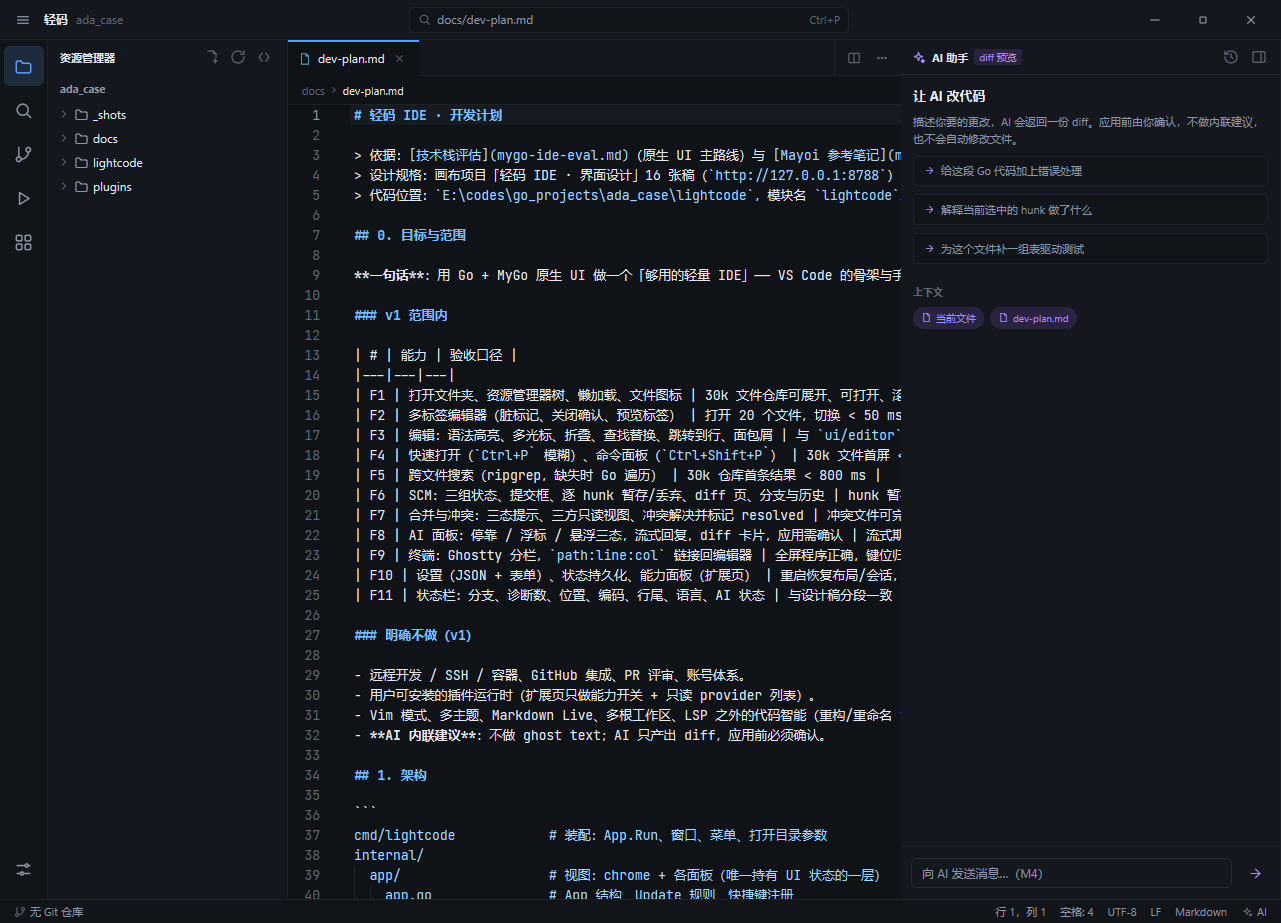 轻码 ada_case
docs/dev-plan.md Ctrl+P
资源管理器
ada_case
_shots
docs
lightcode
plugins
dev-plan.md
docs dev-plan.md
1 # 轻码 IDE · 开发计划
2
3 > 依据：[技术栈评估](mygo-ide-eval.md)（原生 UI 主路线）与 [Mayoi 参考笔记](m
4 > 设计规格：画布项目「轻码 IDE · 界面设计」16 张稿（`http://127.0.0.1:8788`）
5 > 代码位置：`E:\codes\go_projects\ada_case\lightcode`，模块名 `lightcode`
6
7 ## 0. 目标与范围
8
9 **一句话**：用 Go + MyGo 原生 UI 做一个「够用的轻量 IDE」—— VS Code 的骨架与手
10
11 ### v1 范围内
12
13 | # | 能力 | 验收口径 |
14 |---|---|---|
15 | F1 | 打开文件夹、资源管理器树、懒加载、文件图标 | 30k 文件仓库可展开、可打开、滚
16 | F2 | 多标签编辑器（脏标记、关闭确认、预览标签） | 打开 20 个文件，切换 < 50 ms
17 | F3 | 编辑：语法高亮、多光标、折叠、查找替换、跳转到行、面包屑 | 与 `ui/editor`
18 | F4 | 快速打开（`Ctrl+P` 模糊）、命令面板（`Ctrl+Shift+P`） | 30k 文件首屏 <
19 | F5 | 跨文件搜索（ripgrep，缺失时 Go 遍历） | 30k 仓库首条结果 < 800 ms |
20 | F6 | SCM：三组状态、提交框、逐 hunk 暂存/丢弃、diff 页、分支与历史 | hunk 暂
21 | F7 | 合并与冲突：三态提示、三方只读视图、冲突解决并标记 resolved | 冲突文件可完
22 | F8 | AI 面板：停靠 / 浮标 / 悬浮三态，流式回复，diff 卡片，应用需确认 | 流式期
23 | F9 | 终端：Ghostty 分栏，`path:line:col` 链接回编辑器 | 全屏程序正确，键位归
24 | F10 | 设置（JSON + 表单）、状态持久化、能力面板（扩展页） | 重启恢复布局/会话，
25 | F11 | 状态栏：分支、诊断数、位置、编码、行尾、语言、AI 状态 | 与设计稿分段一致
26
27 ### 明确不做（v1）
28
29 - 远程开发 / SSH / 容器、GitHub 集成、PR 评审、账号体系。
30 - 用户可安装的插件运行时（扩展页只做能力开关 + 只读 provider 列表）。
31 - Vim 模式、多主题、Markdown Live、多根工作区、LSP 之外的代码智能（重构/重命名
32 - **AI 内联建议**：不做 ghost text；AI 只产出 diff，应用前必须确认。
33
34 ## 1. 架构
35
36 ```
37 cmd/lightcode # 装配：App.Run、窗口、菜单、打开目录参数
38 internal/
39 app/ # 视图：chrome + 各面板（唯一持有 UI 状态的一层）
40 app.go # App 结构、Update 规则、快捷键注册
AI 助手 diff 预览
让 AI 改代码
描述你要的更改，AI 会返回一份 diff。应用前由你确认，不做内联建议，
也不会自动修改文件。
给这段 Go 代码加上错误处理
解释当前选中的 hunk 做了什么
为这个文件补一组表驱动测试
上下文
当前文件 dev-plan.md
向 AI 发送消息…（M4）
无 Git 仓库 行 1，列 1 空格: 4 UTF-8 LF Markdown AI